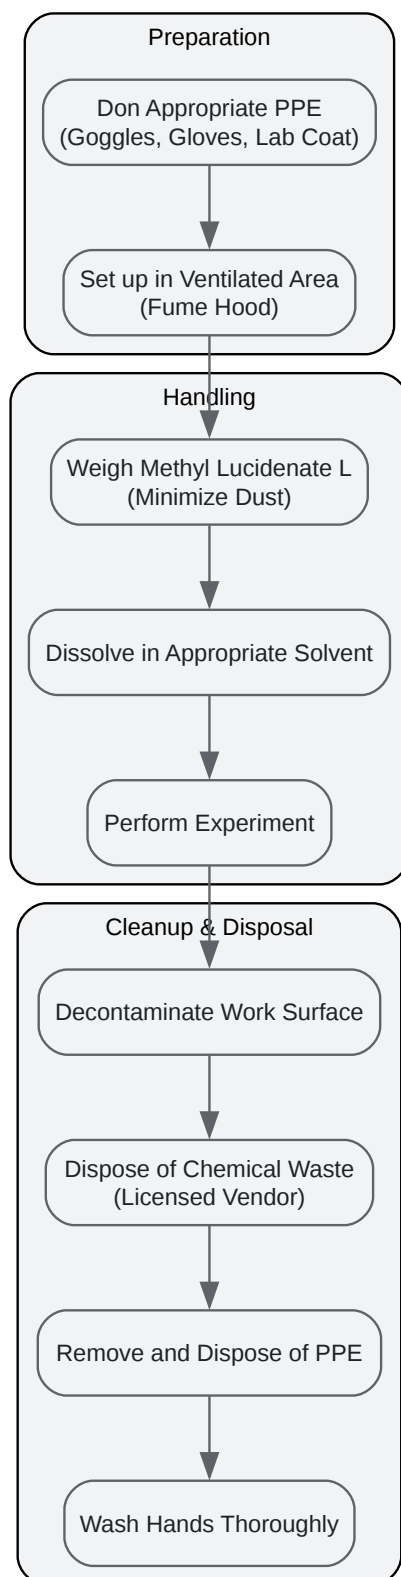 Preparation
Don Appropriate PPE
(Goggles, Gloves, Lab Coat)
Set up in Ventilated Area
(Fume Hood)
Handling
Weigh Methyl Lucidenate L
(Minimize Dust)
Dissolve in Appropriate Solvent
Perform Experiment
Cleanup & Disposal
Decontaminate Work Surface
Dispose of Chemical Waste
(Licensed Vendor)
Remove and Dispose of PPE
Wash Hands Thoroughly